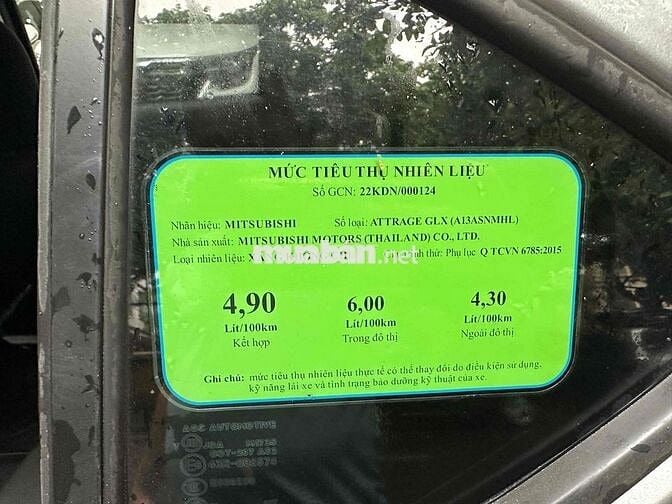 MỨC TIÊU THỤ NHIÊN LIỆU
Số GCN: 22KDN/000124
Nhãn hiệu: MITSUBISHI Số loại: ATTRAGE GLX (A13ASNMHL)
Nhà sản xuất: MITSUBISHI MOTORS (THAILAND) CO., LTD.
Loại nhiên liệu: thử: Phụ lục Q TCVN 6785:2015
muaban.net
4,90 6,00 4,30
Lít/100km Lít/100km Lít/100km
Kết hợp Trong đô thị Ngoài đô thị
Ghi chú: mức tiêu thụ nhiên liệu thực tế có thể thay đổi do điều kiện sử dụng,
kỹ năng lái xe và tình trạng bảo dưỡng kỹ thuật của xe.
AGS AUTOMOTIVE